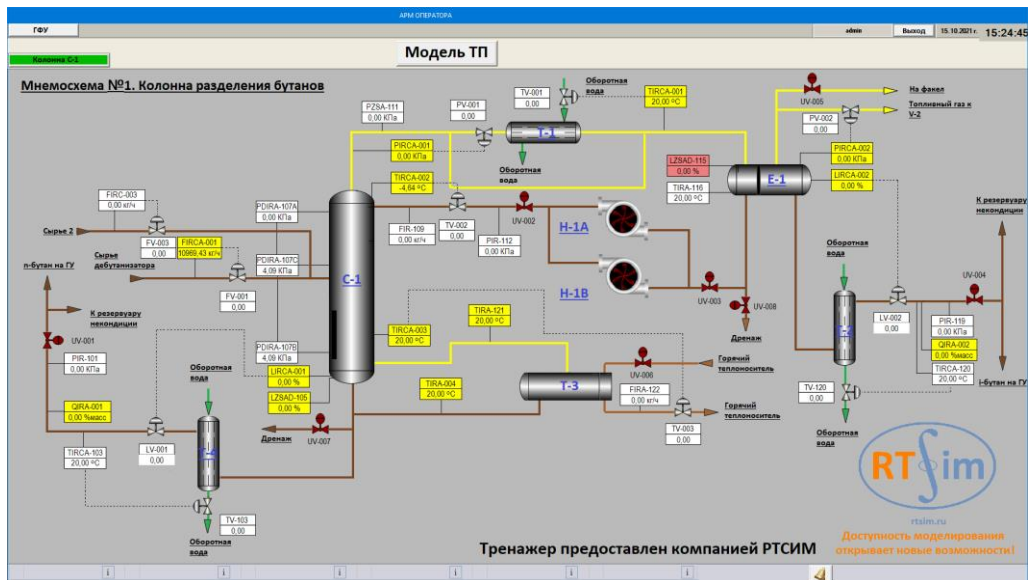 АРМ ОПЕРАТОРА
ГФУ
admin
Выход
15.10.2021 г.
15:24:45
Колонна С-1
Модель ТП
Мнемосхема №1. Колонна разделения бутанов
PZSA-111
0,00 КПа
PV-001
0,00
TV-001
0,00
Оборотная
вода
TIRCA-001
20,00 ºC
UV-005
На факел
Топливный газ к
V-2
PV-002
0,00
T-1
PIRCA-001
0,00 КПа
Оборотная
вода
LZSAD-115
0,00 %
PIRCA-002
0,00 КПа
TIRCA-002
-4,64 ºC
E-1
LIRCA-002
0,00 %
TIRA-116
20,00 ºC
FIRC-003
0,00 кг/ч
PDIRA-107A
0,00 КПа
UV-002
К резервуару
некондиции
FIR-109
0,00 кг/ч
TV-002
0,00
PIR-112
0,00 КПа
H-1A
Сырье 2
FV-003
0,00
FIRCA-001
10969,43 кг/ч
Сырье
дебутанизатора
PDIRA-107C
4,09 КПа
C-1
H-1B
Оборотная
вода
n-бутан на ГУ
FV-001
0,00
UV-003
UV-008
UV-004
К резервуару
некондиции
TIRA-121
20,00 ºC
TIRCA-003
20,00 ºC
Дренаж
LV-002
0,00
PIR-119
0,00 КПа
UV-001
PIR-101
0,00 КПа
PDIRA-107B
4,09 КПа
QIRA-002
0,00 %масс
TIRCA-120
20,00 ºC
Оборотная
вода
LIRCA-001
0,00 %
UV-006
Горячий
теплоноситель
i-бутан на ГУ
LZSAD-105
0,00 %
TIRA-004
20,00 ºC
T-3
FIRA-122
0,00 кг/ч
TV-120
0,00
QIRA-001
0,00 %масс
Горячий
теплоноситель
Дренаж
UV-007
TV-003
0,00
Оборотная
вода
TIRCA-103
20,00 ºC
LV-001
0,00
TV-103
0,00
Оборотная
вода
RTSim
rtsim.ru
Доступность моделирования
открывает новые возможности!
Тренажер предоставлен компанией РТСИМ